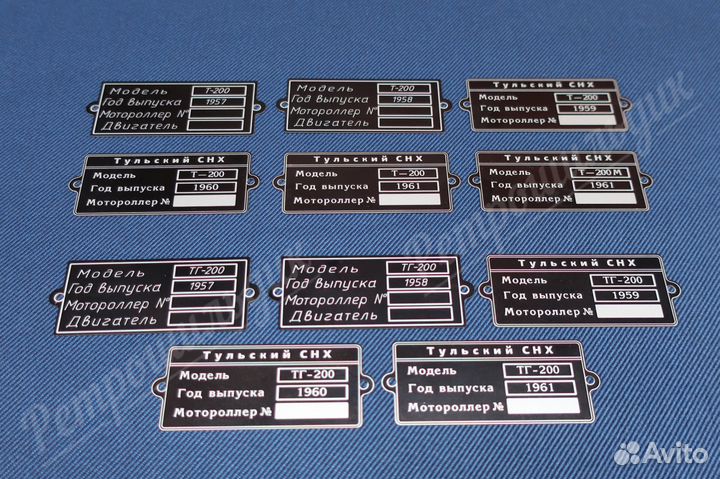 Модель Т-200
Год выпуска 1957
Мотороллер №
Двигатель
Модель Т-200
Год выпуска 1958
Мотороллер №
Двигатель
Тульский СНХ
Модель Т—200
Год выпуска 1959
Мотороллер №
Тульский СНХ
Модель Т—200
Год выпуска 1960
Мотороллер №
Тульский СНХ
Модель Т—200
Год выпуска 1961
Мотороллер №
Тульский СНХ
Модель Т—200М
Год выпуска 1961
Мотороллер №
Модель ТГ-200
Год выпуска 1957
Мотороллер №
Двигатель
Модель ТГ-200
Год выпуска 1958
Мотороллер №
Двигатель
Тульский СНХ
Модель ТГ-200
Год выпуска 1959
Мотороллер №
Тульский СНХ
Модель ТГ-200
Год выпуска 1960
Мотороллер №
Тульский СНХ
Модель ТГ-200
Год выпуска 1961
Мотороллер №
Avito